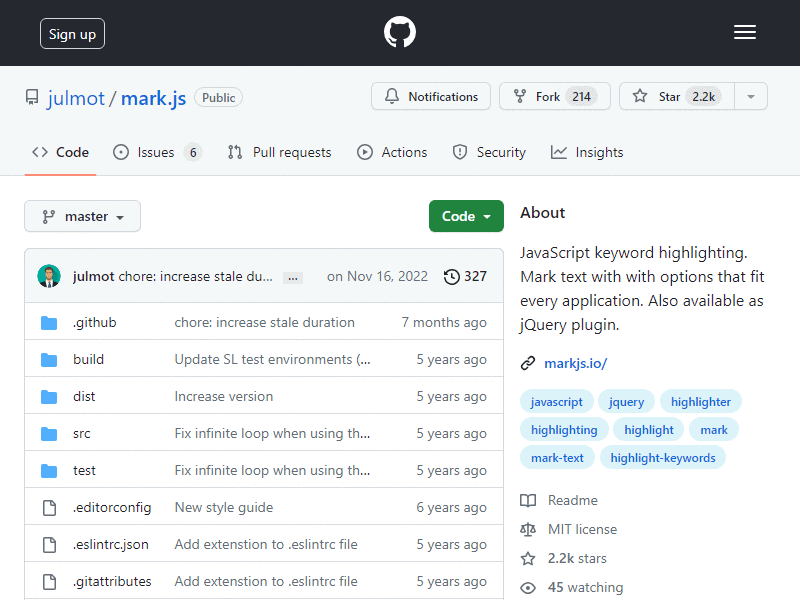 Sign up
julmot / mark.js Public
Notifications Fork 214 Star 2.2k
Code Issues 6 Pull requests Actions Security Insights
master Code
julmot chore: increase stale du... ... on Nov 16, 2022 327
.github chore: increase stale duration 7 months ago
build Update SL test environments (... 5 years ago
dist Increase version 5 years ago
src Fix infinite loop when using th... 5 years ago
test Fix infinite loop when using th... 5 years ago
.editorconfig New style guide 6 years ago
.eslintrc.json Add extenstion to .eslintrc file 5 years ago
.gitattributes Add extenstion to .eslintrc file 5 years ago
About
JavaScript keyword highlighting.
Mark text with with options that fit
every application. Also available as
jQuery plugin.
markjs.io/
javascript jquery highlighter
highlighting highlight mark
mark-text highlight-keywords
Readme
MIT license
2.2k stars
45 watching